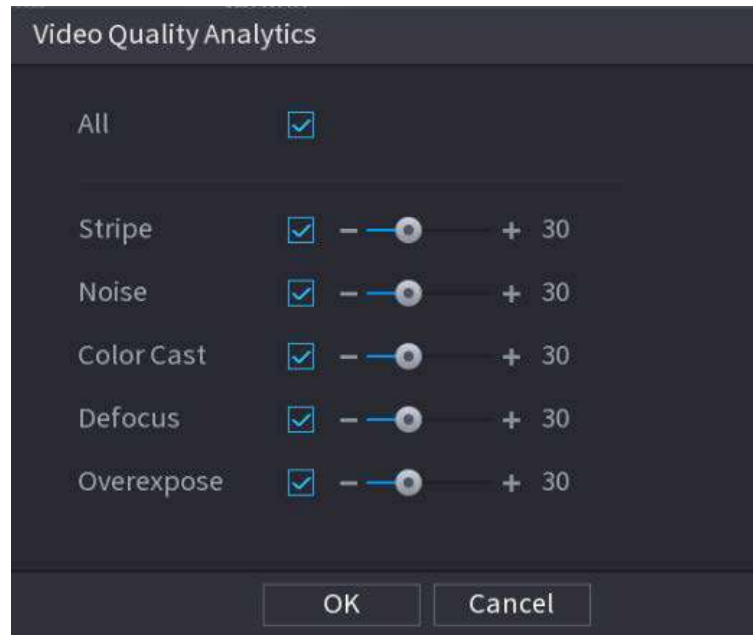 Video Quality Analytics
All
Stripe 30
Noise 30
Color Cast 30
Defocus 30
Overexpose 30
OK Cancel